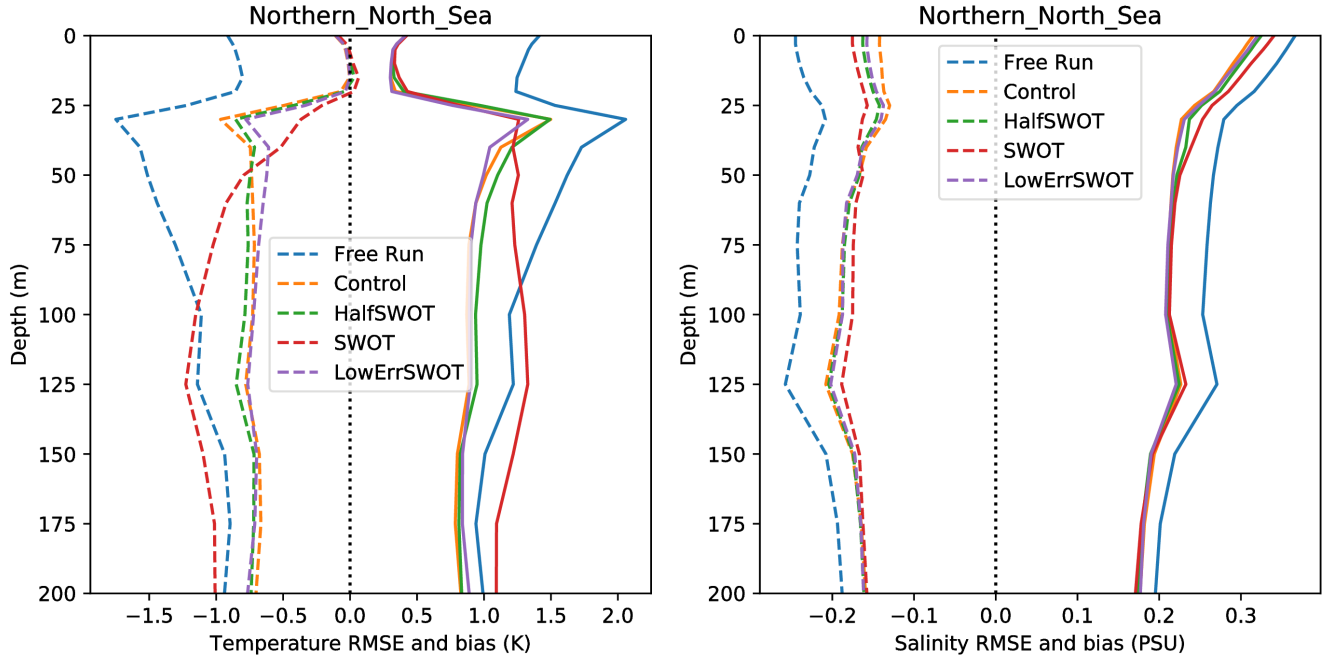 Northern_North_Sea
0
25
50
75
100
125
150
175
200
Depth (m)
Free Run
Control
HalfSWOT
SWOT
LowErrSWOT
−1.5 −1.0 −0.5 0.0 0.5 1.0 1.5 2.0
Temperature RMSE and bias (K)
Northern_North_Sea
0
25
50
75
100
125
150
175
200
Depth (m)
Free Run
Control
HalfSWOT
SWOT
LowErrSWOT
−0.2 −0.1 0.0 0.1 0.2 0.3
Salinity RMSE and bias (PSU)